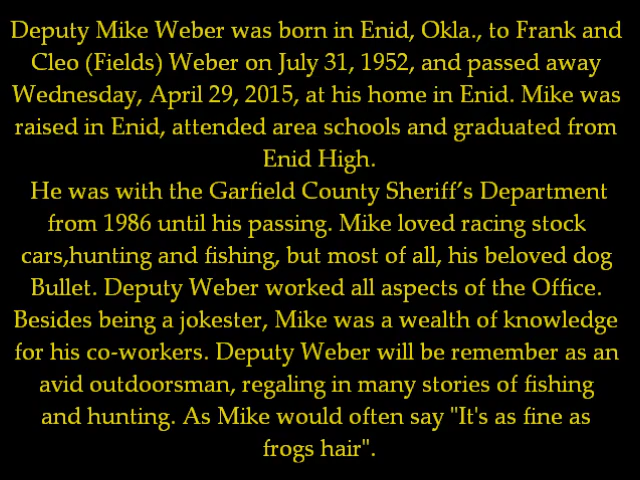 Deputy Mike Weber was born in Enid, Okla., to Frank and
Cleo (Fields) Weber on July 31, 1952, and passed away
Wednesday, April 29, 2015, at his home in Enid. Mike was
raised in Enid, attended area schools and graduated from
Enid High.
He was with the Garfield County Sheriff’s Department
from 1986 until his passing. Mike loved racing stock
cars,hunting and fishing, but most of all, his beloved dog
Bullet. Deputy Weber worked all aspects of the Office.
Besides being a jokester, Mike was a wealth of knowledge
for his co-workers. Deputy Weber will be remember as an
avid outdoorsman, regaling in many stories of fishing
and hunting. As Mike would often say "It's as fine as
frogs hair".